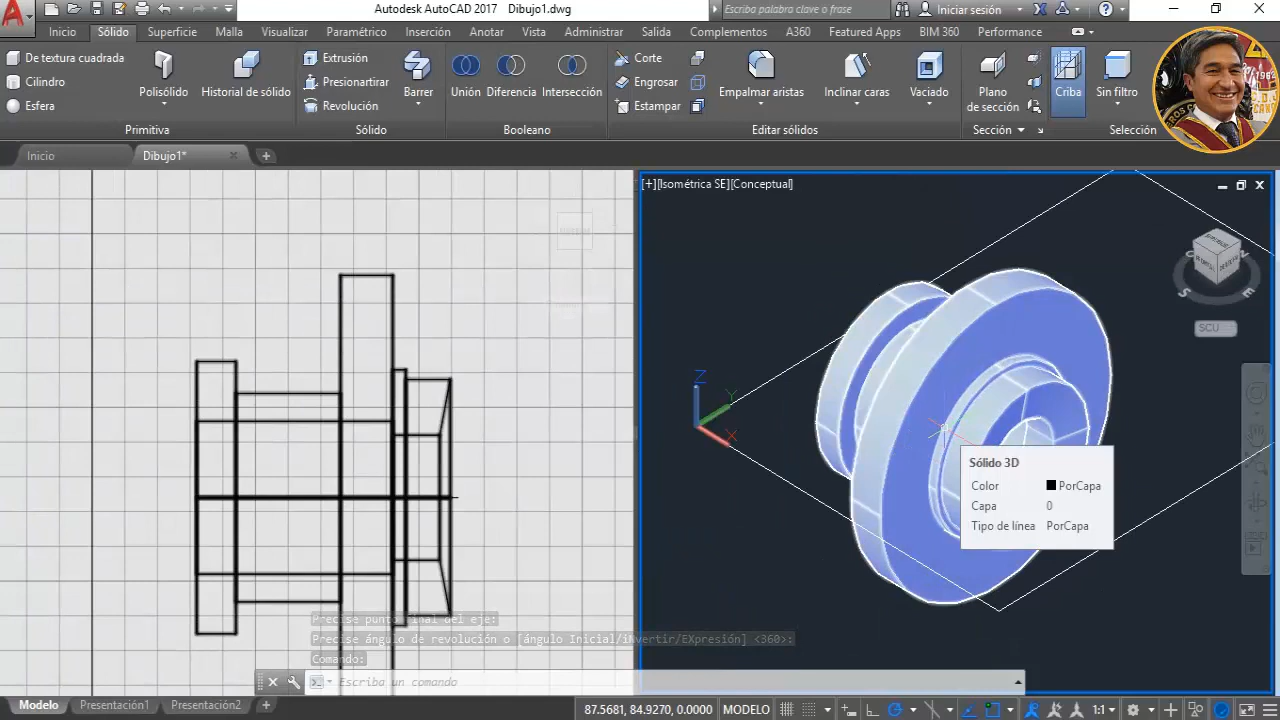 Autodesk AutoCAD 2017 Dibujo1.dwg
Escriba palabra clave o frase
Iniciar sesión
Inicio
Sólido
Superficie
Malla
Visualizar
Paramétrico
Inserción
Anotar
Vista
Administrar
Salida
Complementos
A360
Featured Apps
BIM 360
Performance
De textura cuadrada
Cilindro
Esfera
Polisólido
Historial de sólido
Primitiva
Extrusión
Presionartirar
Revolución
Barrer
Sólido
Unión
Diferencia
Intersección
Booleano
Corte
Engrosar
Estampar
Empalmar aristas
Inclinar caras
Vaciado
Editar sólidos
Plano
de sección
Sección
Criba
Sin filtro
Selección
Inicio
Dibujo1*
[+][Isométrica SE][Conceptual]
S
E
SCU
Z
Y
X
Sólido 3D
Color PorCapa
Capa 0
Tipo de línea PorCapa
Precise punto final del eje:
Precise ángulo de revolución o [ángulo Inicial/iNvertir/EXpresión] <360>:
Comando:
Escriba un comando
Modelo
Presentación1
Presentación2
87.5681, 84.9270, 0.0000
MODELO
1:1